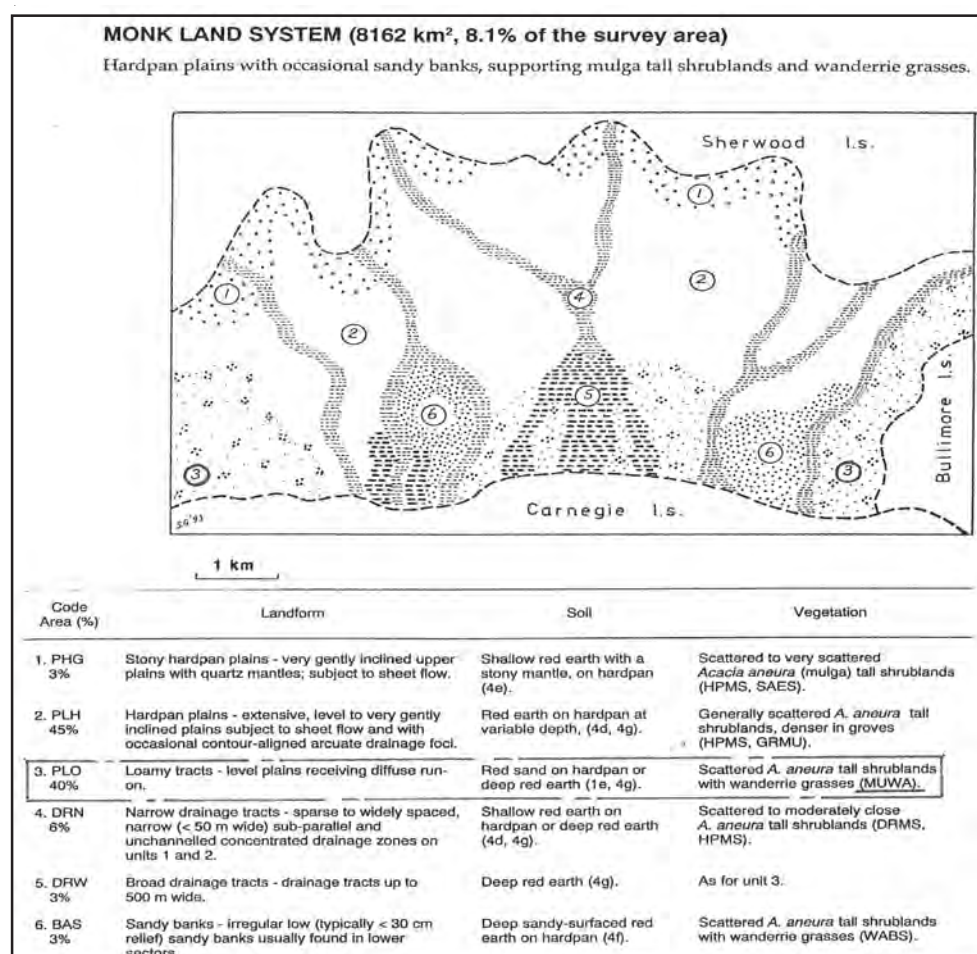 MONK LAND SYSTEM (8162 km², 8.1% of the survey area)
Hardpan plains with occasional sandy banks, supporting mulga tall shrublands and wanderrie grasses.
Sherwood l.s.
1
2
1
4
2
5
6
6
3
3
Bullimore l.s.
Carnegie l.s.
S.G '93
1 km
Code
Area (%)
Landform
Soil
Vegetation
1. PHG
3%
Stony hardpan plains - very gently inclined upper
plains with quartz mantles; subject to sheet flow.
Shallow red earth with a
stony mantle, on hardpan
(4e).
Scattered to very scattered
Acacia aneura (mulga) tall shrublands
(HPMS, SAES).
2. PLH
45%
Hardpan plains - extensive, level to very gently
inclined plains subject to sheet flow and with
occasional contour-aligned arcuate drainage foci.
Red earth on hardpan at
variable depth, (4d, 4g).
Generally scattered A. aneura tall
shrublands, denser in groves
(HPMS, GRMU).
3. PLO
40%
Loamy tracts - level plains receiving diffuse run-
on.
Red sand on hardpan or
deep red earth (1e, 4g).
Scattered A. aneura tall shrublands
with wanderrie grasses (MUWA).
4. DRN
6%
Narrow drainage tracts - sparse to widely spaced,
narrow (< 50 m wide) sub-parallel and
unchannelled concentrated drainage zones on
units 1 and 2.
Shallow red earth on
hardpan or deep red earth
(4d, 4g).
Scattered to moderately close
A. aneura tall shrublands (DRMS,
HPMS).
5. DRW
3%
Broad drainage tracts - drainage tracts up to
500 m wide.
Deep red earth (4g).
As for unit 3.
6. BAS
3%
Sandy banks - irregular low (typically < 30 cm
relief) sandy banks usually found in lower
sectors
Deep sandy-surfaced red
earth on hardpan (4f).
Scattered A. aneura tall shrublands
with wanderrie grasses (WABS).